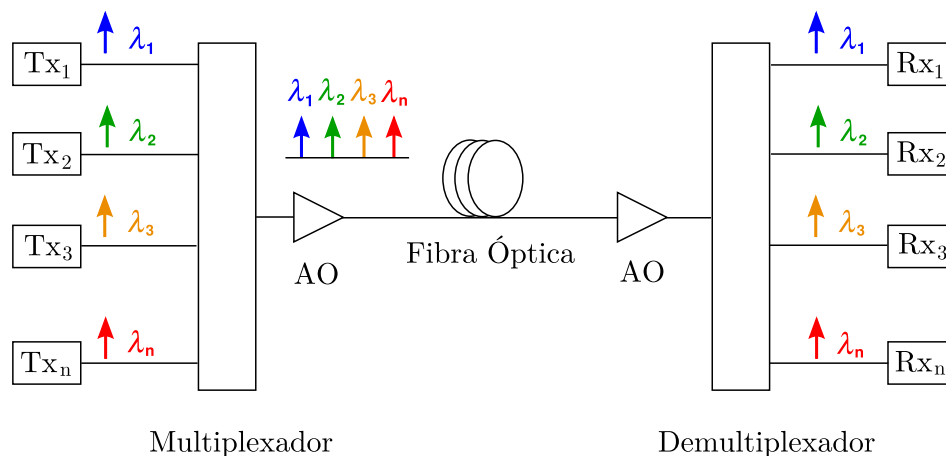 Tx₁ λ₁
Tx₂ λ₂
Tx₃ λ₃
Txₙ λₙ
λ₁ λ₂ λ₃ λₙ
AO
Fibra Óptica
AO
λ₁ Rx₁
λ₂ Rx₂
λ₃ Rx₃
λₙ Rxₙ
Multiplexador
Demultiplexador